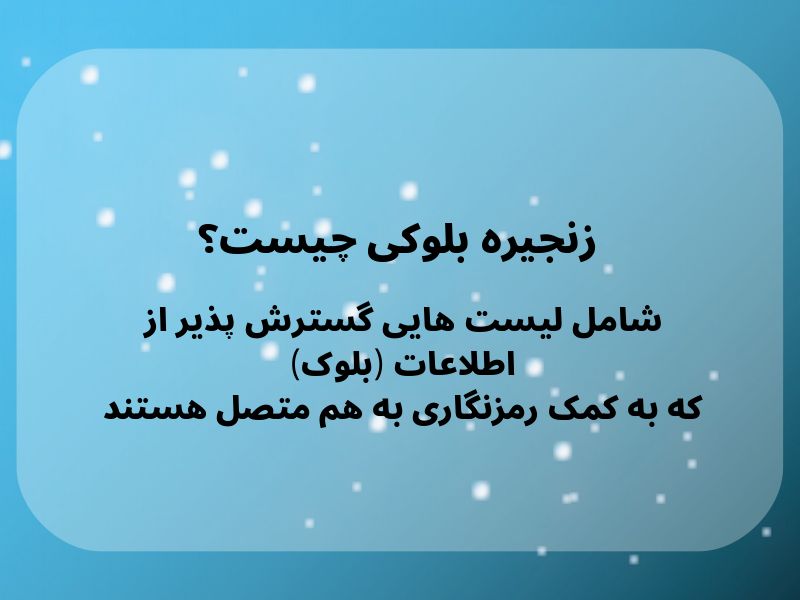 زنجیره بلوکی چیست؟
شامل لیست هایی گسترش پذیر از
اطلاعات (بلوک)
که به کمک رمزنگاری به هم متصل هستند